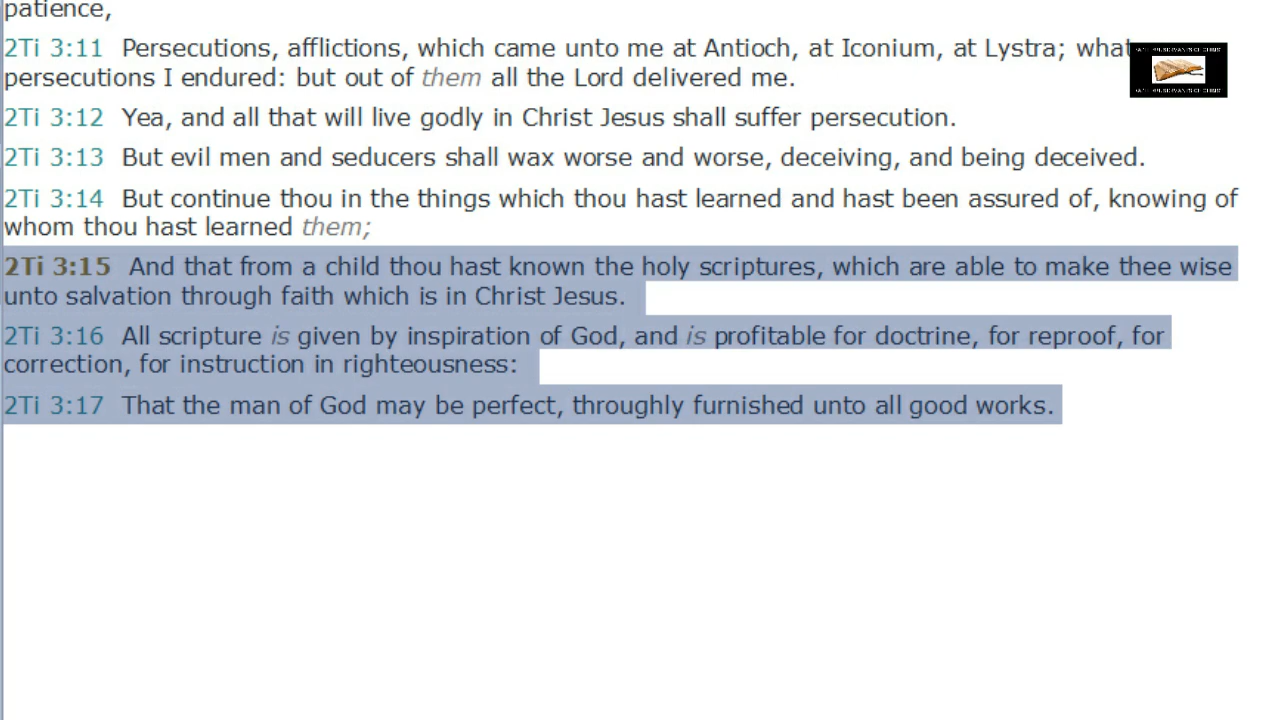 patience,
2Ti 3:11 Persecutions, afflictions, which came unto me at Antioch, at Iconium, at Lystra; what
persecutions I endured: but out of them all the Lord delivered me.
2Ti 3:12 Yea, and all that will live godly in Christ Jesus shall suffer persecution.
2Ti 3:13 But evil men and seducers shall wax worse and worse, deceiving, and being deceived.
2Ti 3:14 But continue thou in the things which thou hast learned and hast been assured of, knowing of
whom thou hast learned them;
2Ti 3:15 And that from a child thou hast known the holy scriptures, which are able to make thee wise
unto salvation through faith which is in Christ Jesus.
2Ti 3:16 All scripture is given by inspiration of God, and is profitable for doctrine, for reproof, for
correction, for instruction in righteousness:
2Ti 3:17 That the man of God may be perfect, throughly furnished unto all good works.